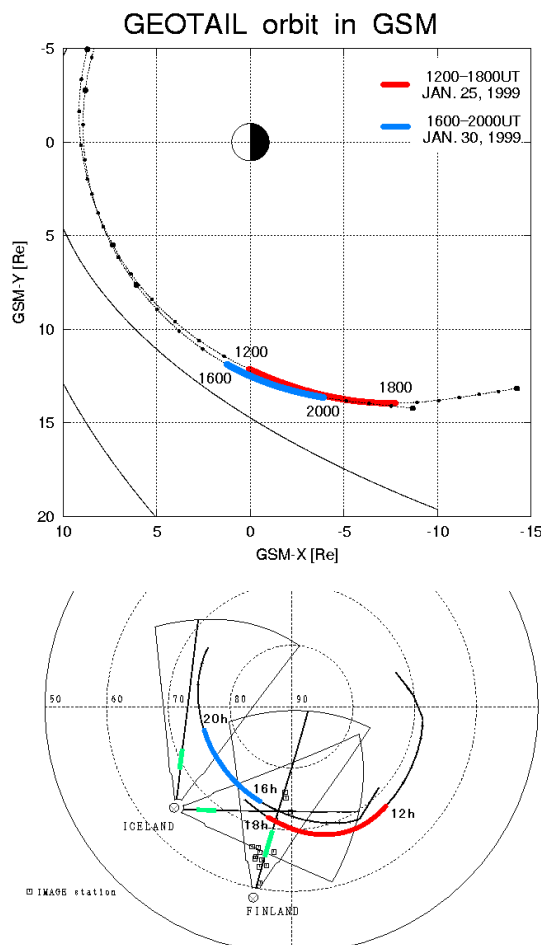 GEOTAIL orbit in GSM
-5
0
5
10
15
20
GSM-Y [Re]
1200-1800UT
JAN. 25, 1999
1600-2000UT
JAN. 30, 1999
1200
1600
1800
2000
10
5
0
-5
-10
-15
GSM-X [Re]
50
60
70
80
90
20h
16h
18h
12h
ICELAND
FINLAND
IMAGE station